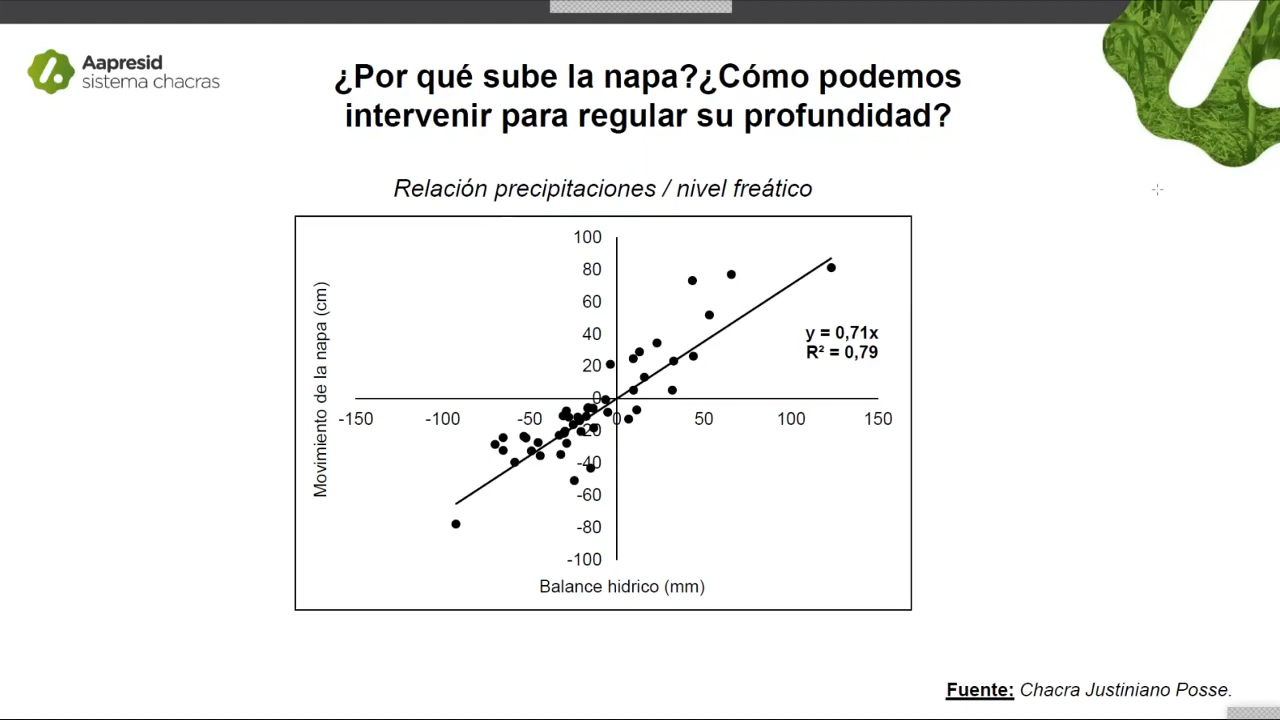 Aapresid
sistema chacras
¿Por qué sube la napa?¿Cómo podemos
intervenir para regular su profundidad?
Relación precipitaciones / nivel freático
Movimiento de la napa (cm)
100
80
60
40
20
0
-20
-40
-60
-80
-100
-150
-100
-50
0
50
100
150
y = 0,71x
R² = 0,79
Balance hidrico (mm)
Fuente: Chacra Justiniano Posse.